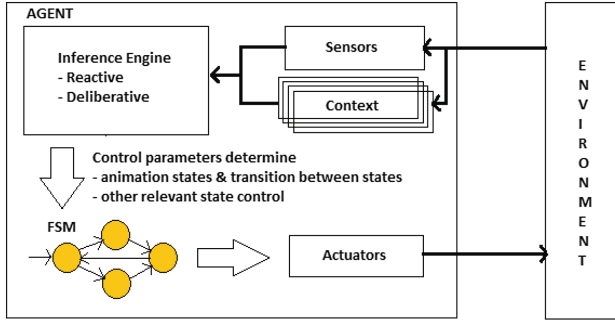 AGENT
Inference Engine
- Reactive
- Deliberative
Sensors
Context
Control parameters determine
- animation states & transition between states
- other relevant state control
FSM
Actuators
ENVIRONMENT